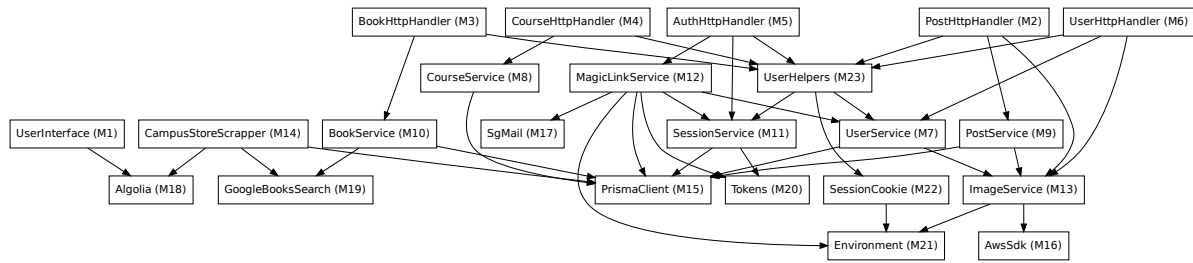 BookHttpHandler (M3)
CourseHttpHandler (M4)
AuthHttpHandler (M5)
PostHttpHandler (M2)
UserHttpHandler (M6)
CourseService (M8)
MagicLinkService (M12)
UserHelpers (M23)
UserInterface (M1)
CampusStoreScrapper (M14)
BookService (M10)
SgMail (M17)
SessionService (M11)
UserService (M7)
PostService (M9)
Algolia (M18)
GoogleBooksSearch (M19)
PrismaClient (M15)
Tokens (M20)
SessionCookie (M22)
ImageService (M13)
Environment (M21)
AwsSdk (M16)